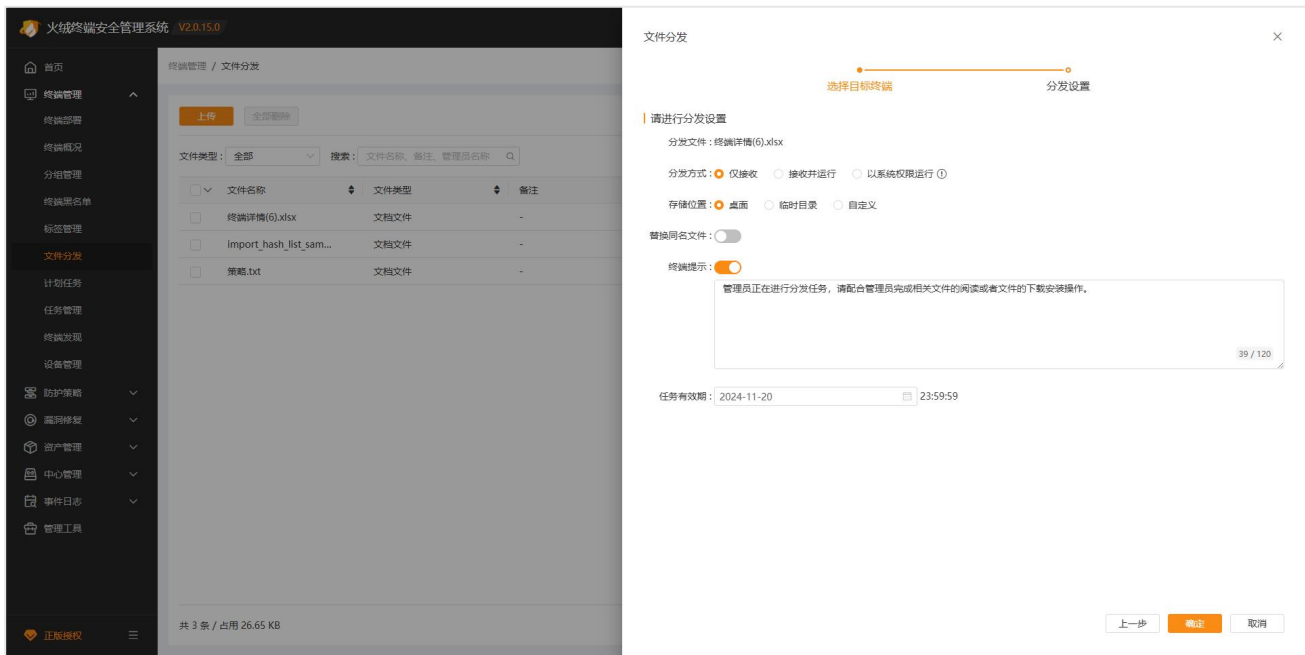 火绒终端安全管理系统 V2.0.15.0
首页
终端管理
终端部署
终端概况
分组管理
终端黑名单
标签管理
文件分发
计划任务
任务管理
终端发现
设备管理
防护策略
漏洞修复
资产管理
中心管理
事件日志
管理工具
正版授权
终端管理 / 文件分发
上传 全部删除
文件类型: 全部 搜索: 文件名称、备注、管理员名称
文件名称 文件类型 备注
终端详情(6).xlsx 文档文件 -
import_hash_list_sam... 文档文件 -
策略.txt 文档文件 -
共 3 条 / 占用 26.65 KB
文件分发
选择目标终端 分发设置
请进行分发设置
分发文件: 终端详情(6).xlsx
分发方式: 仅接收 接收并运行 以系统权限运行
存储位置: 桌面 临时目录 自定义
替换同名文件:
终端提示:
管理员正在进行分发任务，请配合管理员完成相关文件的阅读或者文件的下载安装操作。
39 / 120
任务有效期: 2024-11-20 23:59:59
上一步 确定 取消